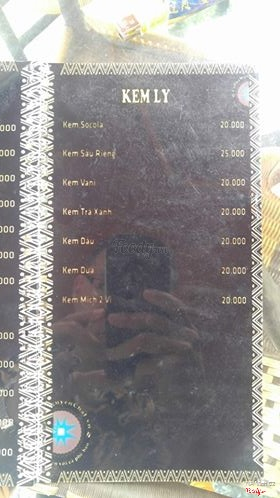 KEM LY
Kem Socola 20.000
Kem Sầu Riêng 25.000
Kem Vani 20.000
Kem Trà Xanh 20.000
Kem Dâu 20.000
Kem Dừa 20.000
Kem Mích 2 Vị 20.000